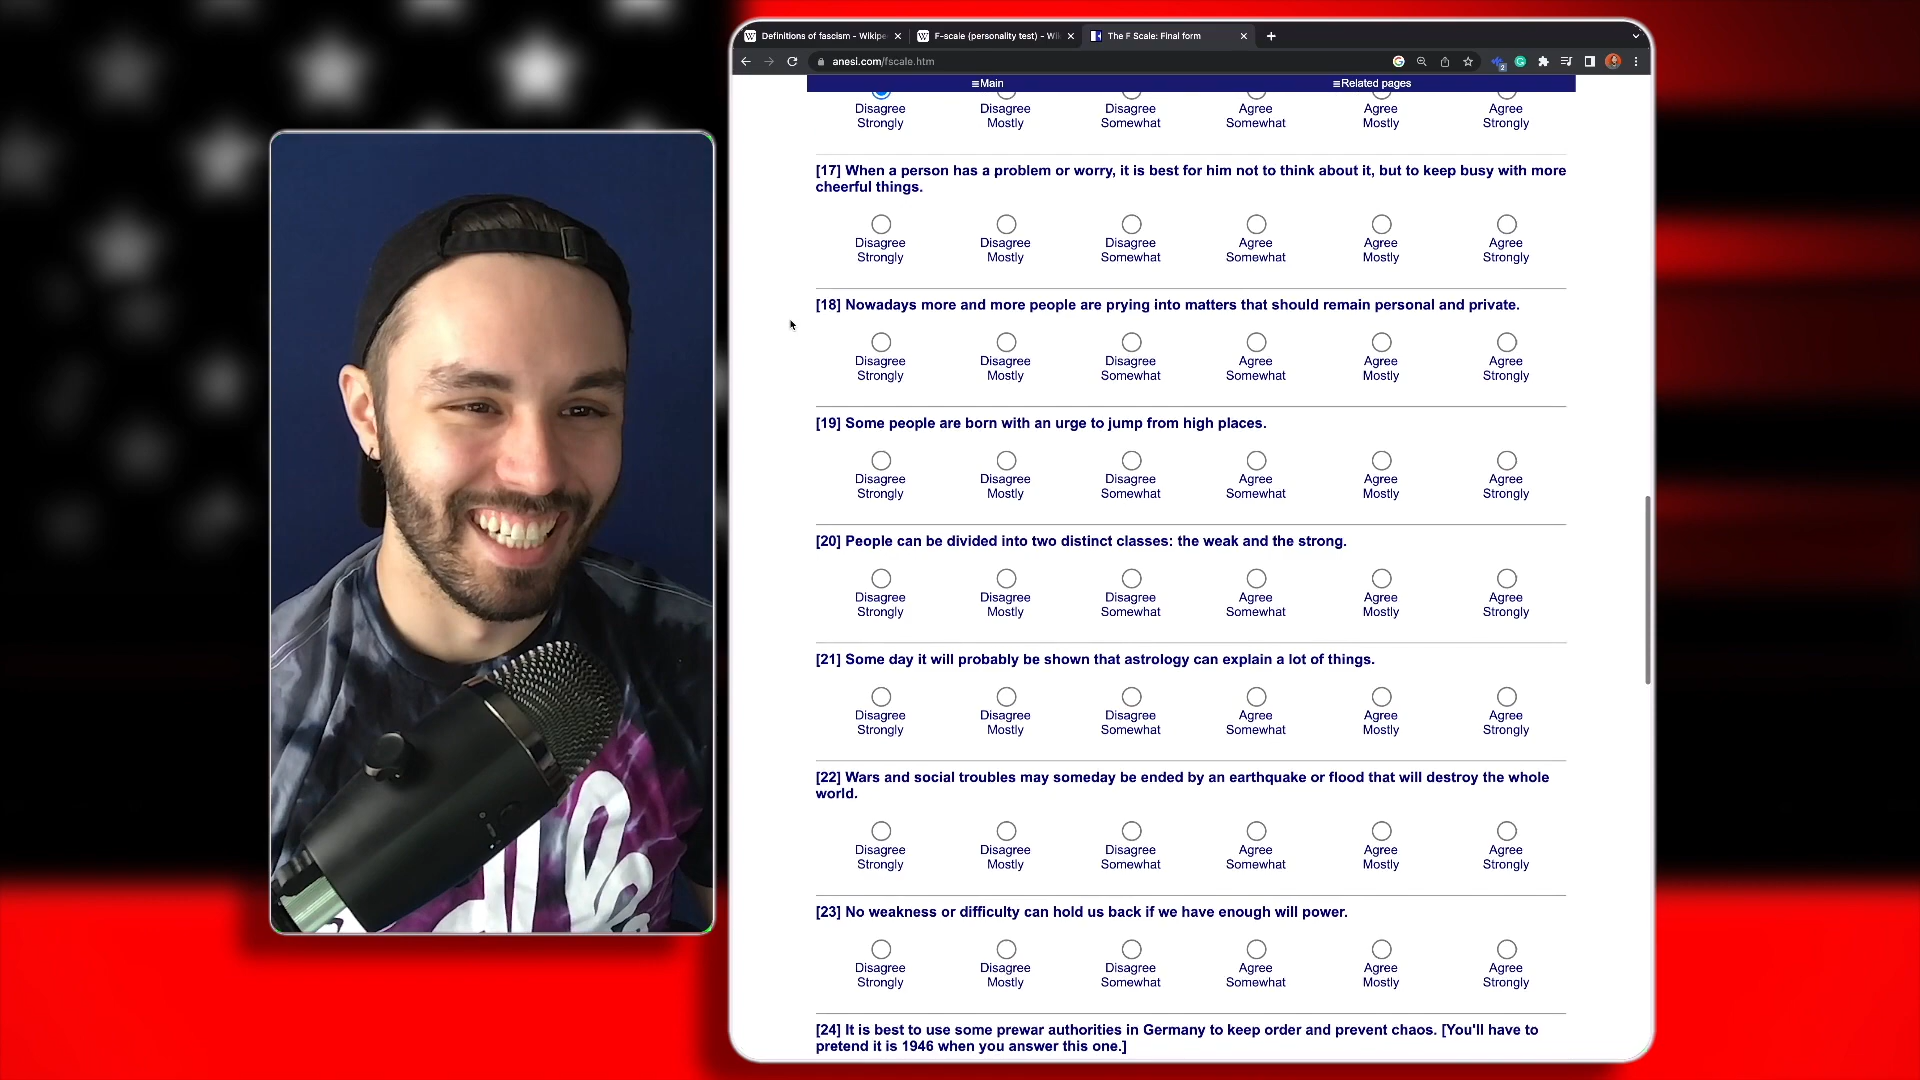 Definitions of fascism - Wikipe
F-scale (personality test) - Wi
The F Scale: Final form
anesi.com/fscale.htm
2
≡Main
≡Related pages
Disagree Strongly
Disagree Mostly
Disagree Somewhat
Agree Somewhat
Agree Mostly
Agree Strongly
[17] When a person has a problem or worry, it is best for him not to think about it, but to keep busy with more
cheerful things.
Disagree Strongly
Disagree Mostly
Disagree Somewhat
Agree Somewhat
Agree Mostly
Agree Strongly
[18] Nowadays more and more people are prying into matters that should remain personal and private.
Disagree Strongly
Disagree Mostly
Disagree Somewhat
Agree Somewhat
Agree Mostly
Agree Strongly
[19] Some people are born with an urge to jump from high places.
Disagree Strongly
Disagree Mostly
Disagree Somewhat
Agree Somewhat
Agree Mostly
Agree Strongly
[20] People can be divided into two distinct classes: the weak and the strong.
Disagree Strongly
Disagree Mostly
Disagree Somewhat
Agree Somewhat
Agree Mostly
Agree Strongly
[21] Some day it will probably be shown that astrology can explain a lot of things.
Disagree Strongly
Disagree Mostly
Disagree Somewhat
Agree Somewhat
Agree Mostly
Agree Strongly
[22] Wars and social troubles may someday be ended by an earthquake or flood that will destroy the whole
world.
Disagree Strongly
Disagree Mostly
Disagree Somewhat
Agree Somewhat
Agree Mostly
Agree Strongly
[23] No weakness or difficulty can hold us back if we have enough will power.
Disagree Strongly
Disagree Mostly
Disagree Somewhat
Agree Somewhat
Agree Mostly
Agree Strongly
[24] It is best to use some prewar authorities in Germany to keep order and prevent chaos. [You'll have to
pretend it is 1946 when you answer this one.]